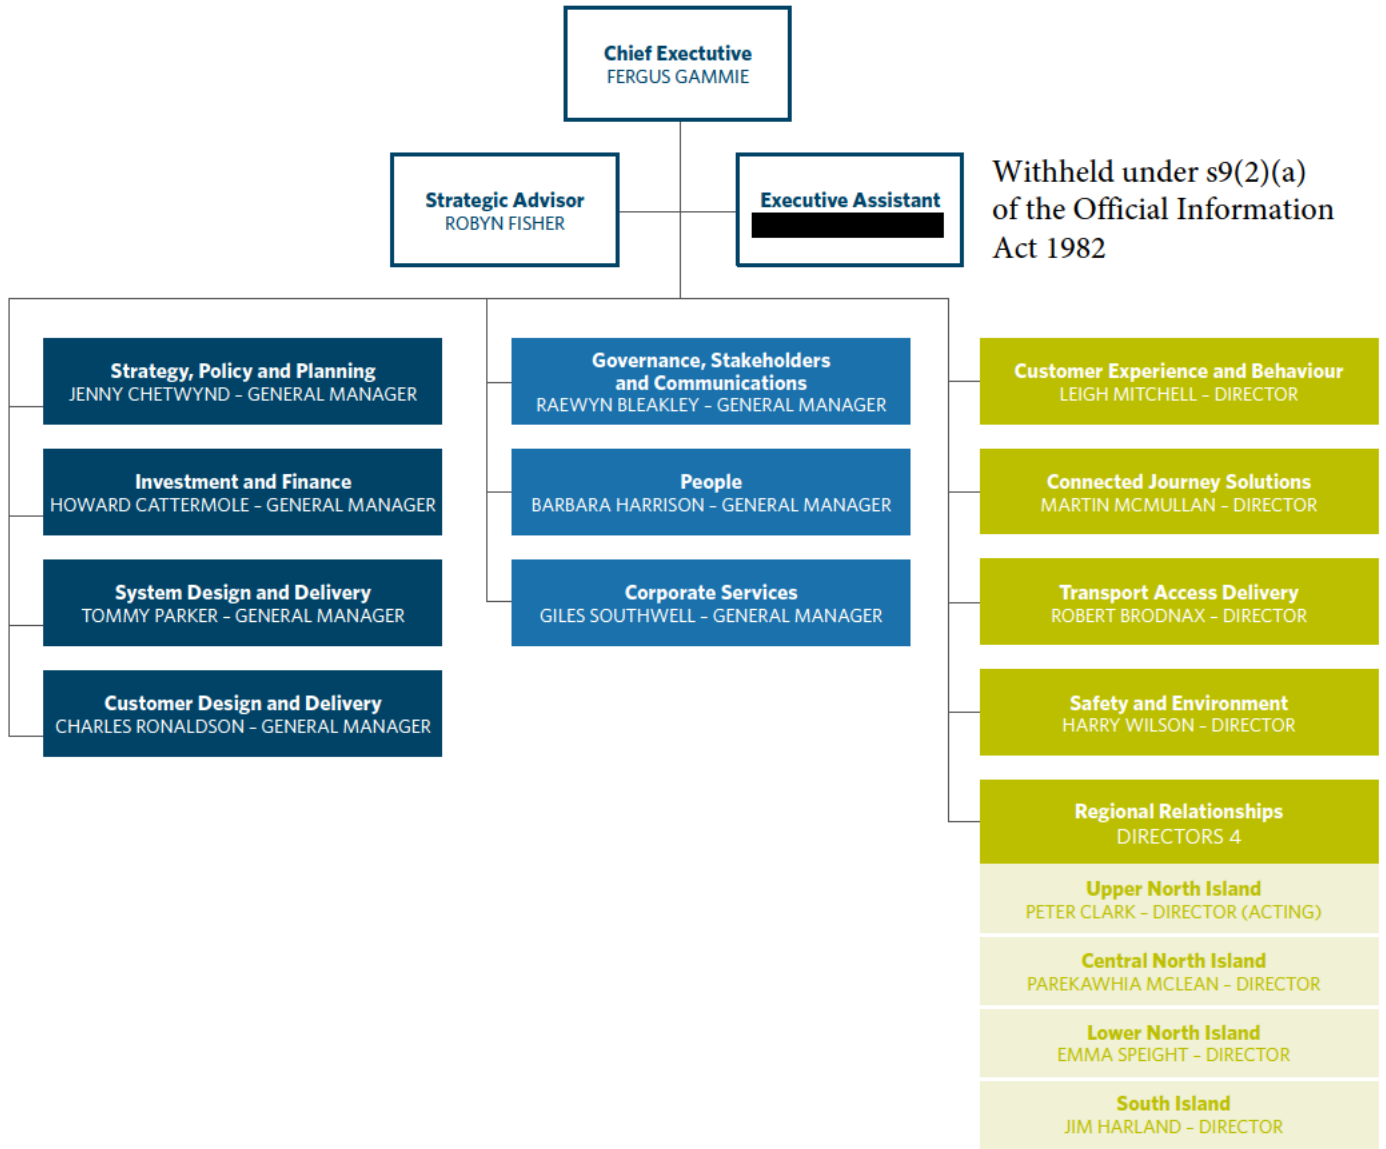 Chief Exectutive
FERGUS GAMMIE
Strategic Advisor
ROBYN FISHER
Executive Assistant
Withheld under s9(2)(a)
of the Official Information
Act 1982
Strategy, Policy and Planning
JENNY CHETWYND – GENERAL MANAGER
Investment and Finance
HOWARD CATTERMOLE – GENERAL MANAGER
System Design and Delivery
TOMMY PARKER – GENERAL MANAGER
Customer Design and Delivery
CHARLES RONALDSON – GENERAL MANAGER
Governance, Stakeholders
and Communications
RAEWYN BLEAKLEY – GENERAL MANAGER
People
BARBARA HARRISON – GENERAL MANAGER
Corporate Services
GILES SOUTHWELL – GENERAL MANAGER
Customer Experience and Behaviour
LEIGH MITCHELL – DIRECTOR
Connected Journey Solutions
MARTIN MCMULLAN – DIRECTOR
Transport Access Delivery
ROBERT BRODNAX – DIRECTOR
Safety and Environment
HARRY WILSON – DIRECTOR
Regional Relationships
DIRECTORS 4
Upper North Island
PETER CLARK – DIRECTOR (ACTING)
Central North Island
PAREKAWHIA MCLEAN – DIRECTOR
Lower North Island
EMMA SPEIGHT – DIRECTOR
South Island
JIM HARLAND – DIRECTOR